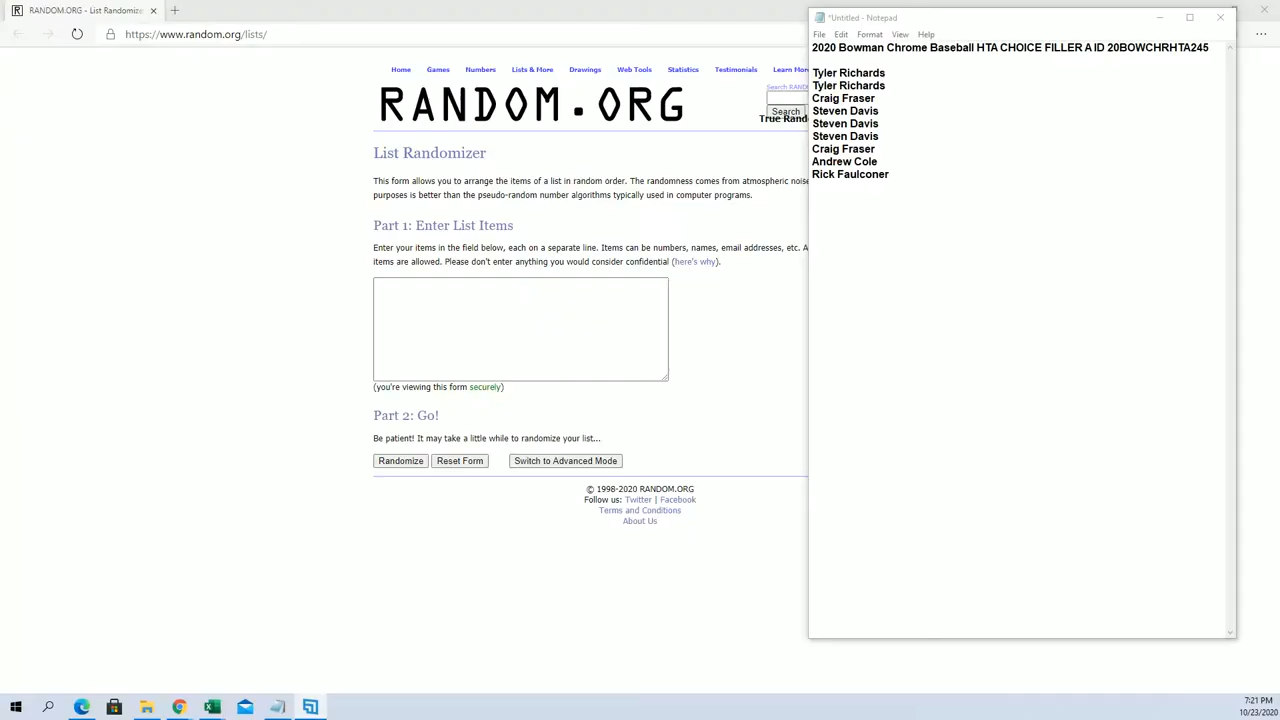 RANDOM.ORG - List Randomize
https://www.random.org/lists/
Home Games Numbers Lists & More Drawings Web Tools Statistics Testimonials Learn More
RANDOM.ORG
Search RAND
Search
True Rand
List Randomizer
This form allows you to arrange the items of a list in random order. The randomness comes from atmospheric noise
purposes is better than the pseudo-random number algorithms typically used in computer programs.
Part 1: Enter List Items
Enter your items in the field below, each on a separate line. Items can be numbers, names, email addresses, etc. A
items are allowed. Please don't enter anything you would consider confidential (here's why).
(you're viewing this form securely)
Part 2: Go!
Be patient! It may take a little while to randomize your list...
Randomize Reset Form Switch to Advanced Mode
© 1998-2020 RANDOM.ORG
Follow us: Twitter | Facebook
Terms and Conditions
About Us
*Untitled - Notepad
File Edit Format View Help
2020 Bowman Chrome Baseball HTA CHOICE FILLER A ID 20BOWCHRHTA245
Tyler Richards
Tyler Richards
Craig Fraser
Steven Davis
Steven Davis
Steven Davis
Craig Fraser
Andrew Cole
Rick Faulconer
7:21 PM
10/23/2020